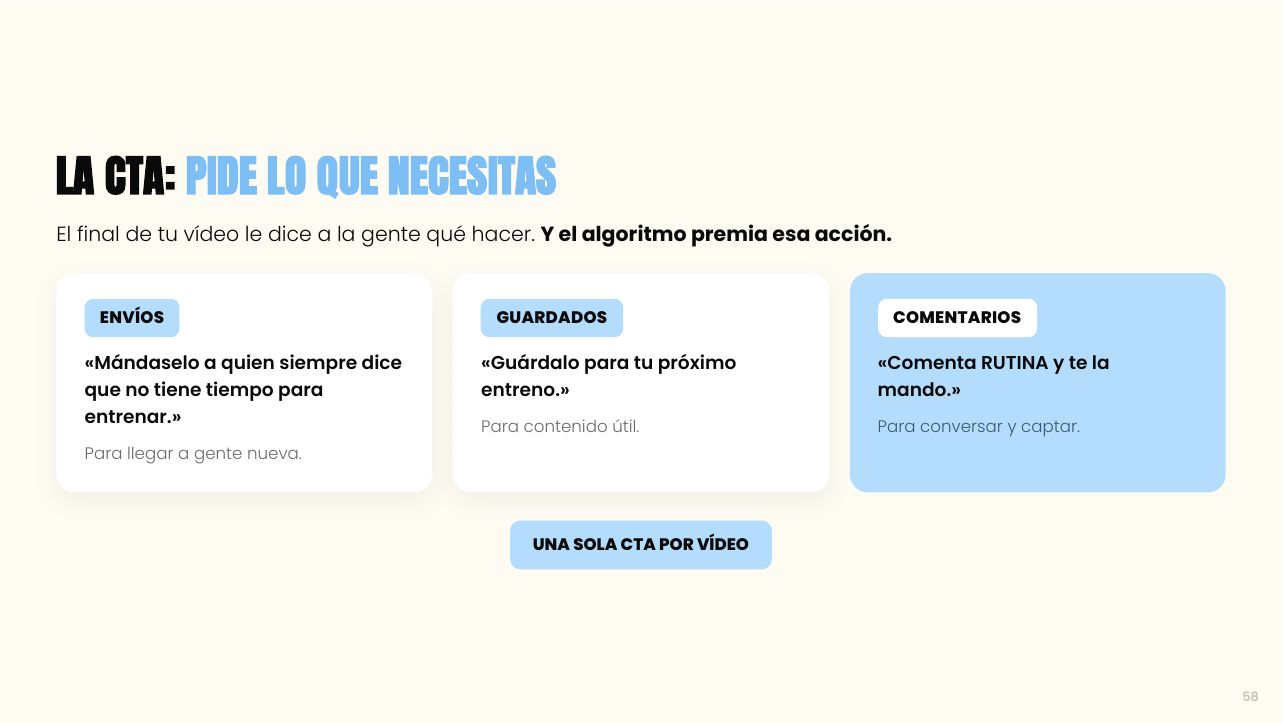 LA CTA: PIDE LO QUE NECESITAS
El final de tu vídeo le dice a la gente qué hacer. Y el algoritmo premia esa acción.
ENVÍOS
«Mándaselo a quien siempre dice
que no tiene tiempo para
entrenar.»
Para llegar a gente nueva.
GUARDADOS
«Guárdalo para tu próximo
entreno.»
Para contenido útil.
COMENTARIOS
«Comenta RUTINA y te la
mando.»
Para conversar y captar.
UNA SOLA CTA POR VÍDEO
58